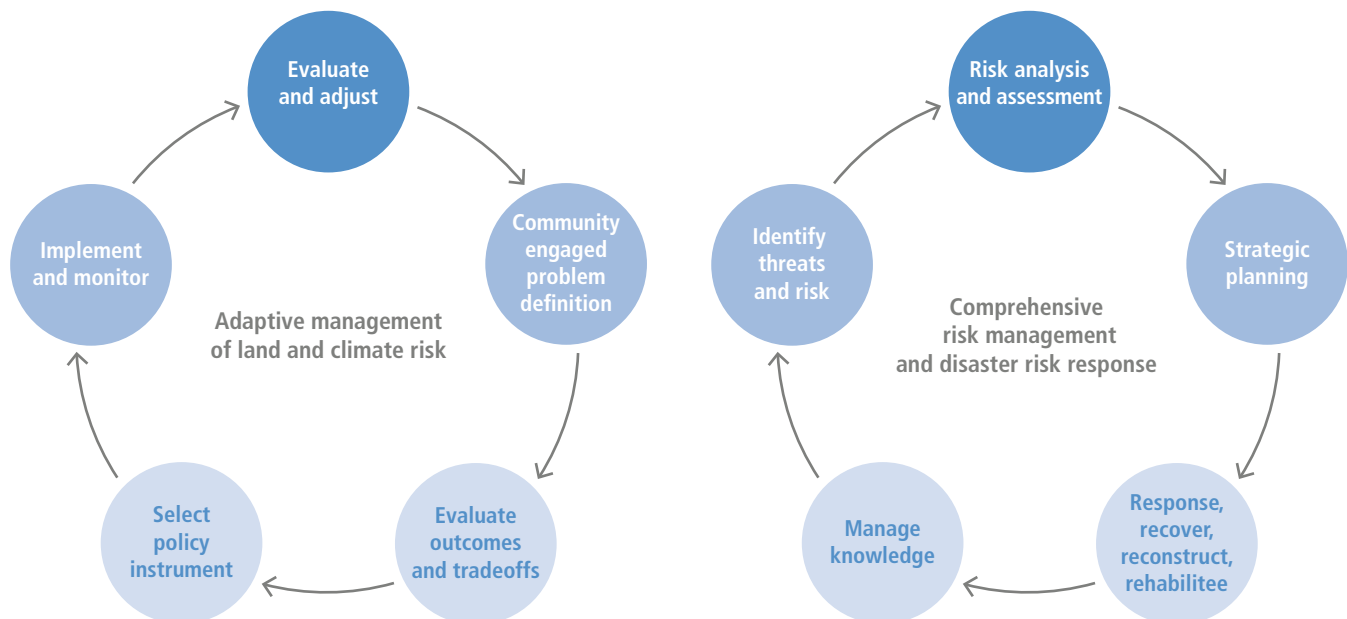 Evaluate
and adjust
Community
engaged
problem
definition
Evaluate
outcomes
and tradeoffs
Select
policy
instrument
Implement
and monitor
Adaptive management
of land and climate risk
Risk analysis
and assessment
Strategic
planning
Response,
recover,
reconstruct,
rehabilitee
Manage
knowledge
Identify
threats
and risk
Comprehensive
risk management
and disaster risk response